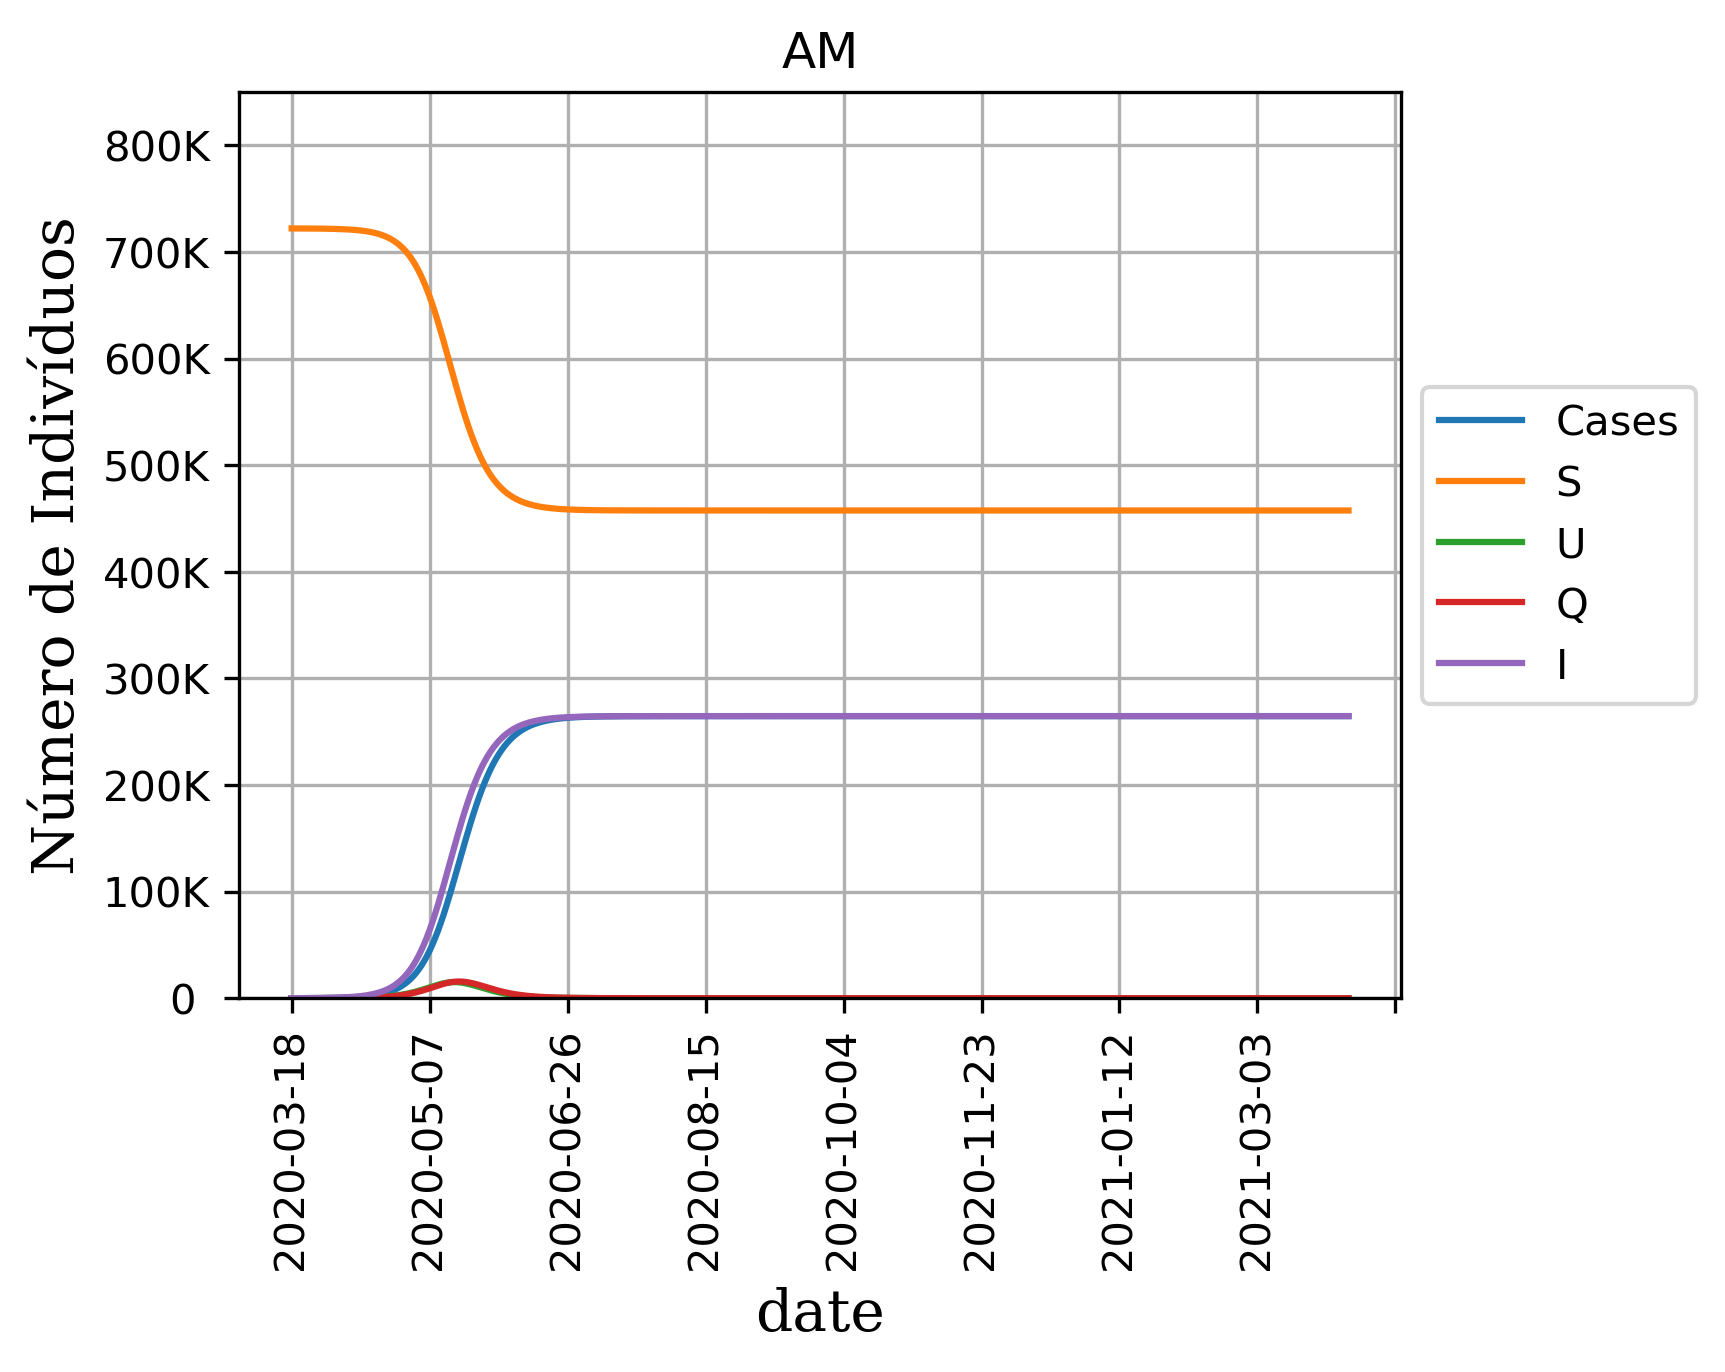 AM
Número de Indivíduos
800K
700K
600K
500K
400K
300K
200K
100K
0
2020-03-18
2020-05-07
2020-06-26
2020-08-15
2020-10-04
2020-11-23
2021-01-12
2021-03-03
date
Cases
S
U
Q
I